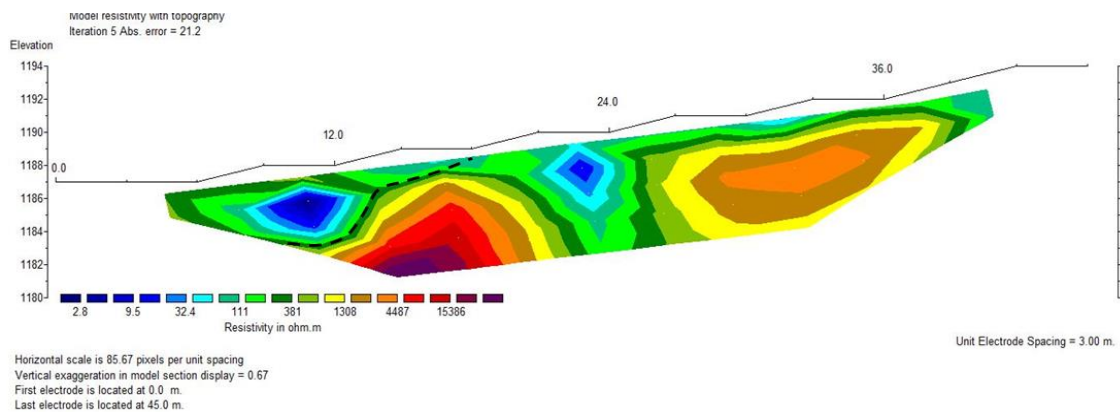 Model resistivity with topography
Iteration 5 Abs. error = 21.2
Elevation
1194
1192
1190
1188
1186
1184
1182
1180
0.0
12.0
24.0
36.0
2.8 9.5 32.4 111 381 1308 4487 15386
Resistivity in ohm.m
Unit Electrode Spacing = 3.00 m.
Horizontal scale is 85.67 pixels per unit spacing
Vertical exaggeration in model section display = 0.67
First electrode is located at 0.0 m.
Last electrode is located at 45.0 m.